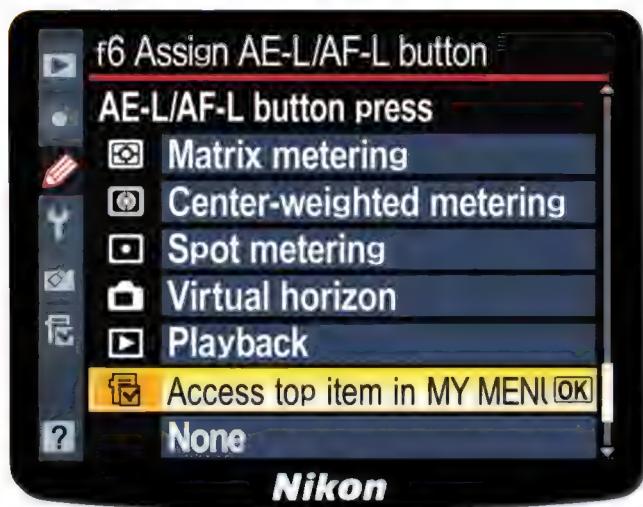 f6 Assign AE-L/AF-L button
AE-L/AF-L button press
Matrix metering
Center-weighted metering
Spot metering
Virtual horizon
Playback
Access top item in MY MENU OK
? None
Nikon